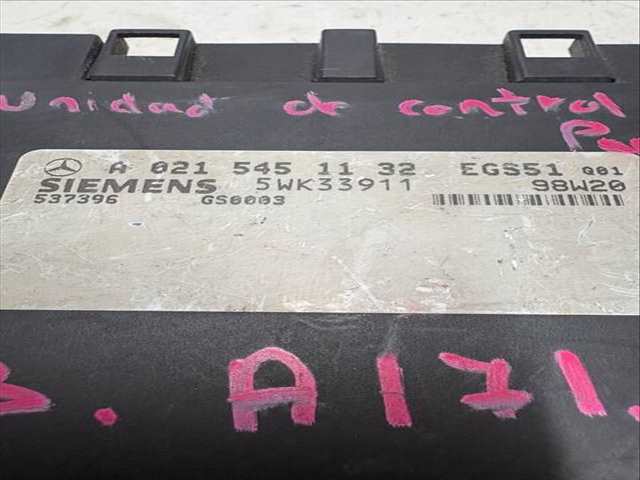 unidad de control
A 021 545 11 32 EGS51 Q01
SIEMENS 5WK33911 98W20
537396 GS0003
A171.